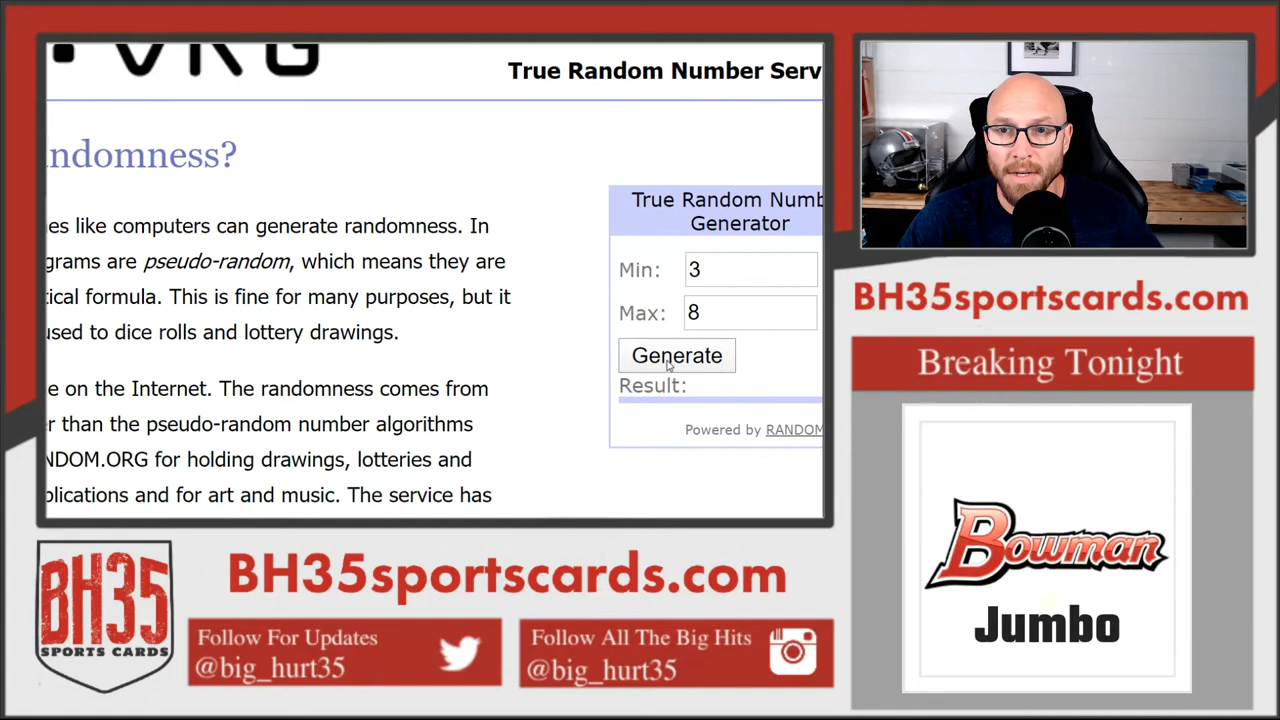 True Random Number Serv
ndomness?
es like computers can generate randomness. In
grams are pseudo-random, which means they are
tical formula. This is fine for many purposes, but it
used to dice rolls and lottery drawings.
e on the Internet. The randomness comes from
r than the pseudo-random number algorithms
NDOM.ORG for holding drawings, lotteries and
plications and for art and music. The service has
True Random Numb
Generator
Min: 3
Max: 8
Generate
Result:
Powered by RANDOM
BH35sportscards.com
Breaking Tonight
Bowman
Jumbo
BH35
SPORTS CARDS
BH35sportscards.com
Follow For Updates
@big_hurt35
Follow All The Big Hits
@big_hurt35